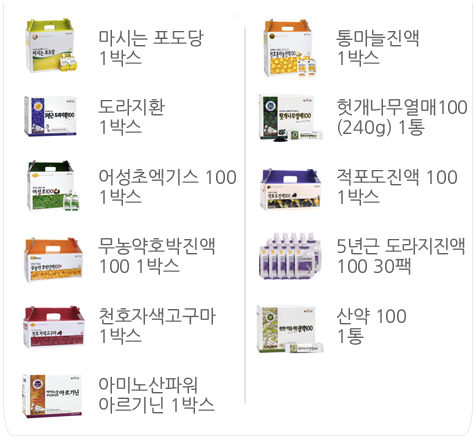 마시는 포도당
1박스
도라지환
1박스
어성초엑기스 100
1박스
무농약호박진액
100 1박스
천호자색고구마
1박스
아미노산파워
아르기닌 1박스
통마늘진액
1박스
헛개나무열매100
(240g) 1통
적포도진액 100
1박스
5년근 도라지진액
100 30팩
산약 100
1통